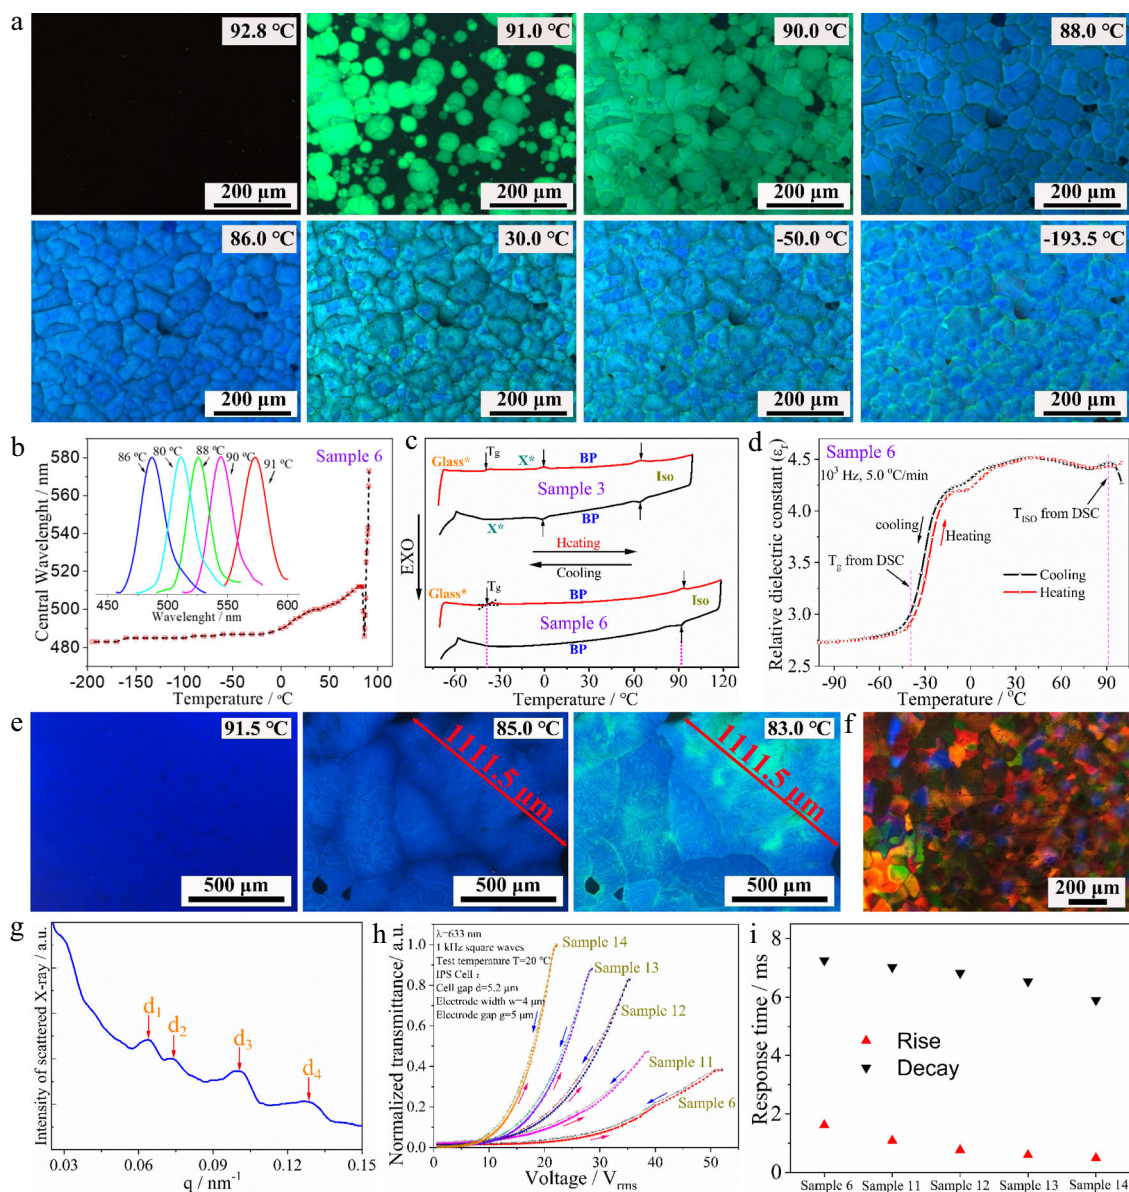 a
92.8 ℃
200 µm
91.0 ℃
200 µm
90.0 ℃
200 µm
88.0 ℃
200 µm
86.0 ℃
200 µm
30.0 ℃
200 µm
-50.0 ℃
200 µm
-193.5 ℃
200 µm
b
Central Wavelenght / nm
580
560
540
520
500
480
86 ºC
80 ºC
88 ºC
90 ºC
91 ºC
Sample 6
450
500
550
600
Wavelenght / nm
-200
-150
-100
-50
0
50
100
Temperature / ºC
c
EXO
Glass*
Tg
X*
BP
Iso
Sample 3
X*
BP
Heating
Cooling
Glass*
Tg
BP
Iso
Sample 6
BP
-60
-30
0
30
60
90
120
Temperature / ℃
d
Relative dielectric constant (εr)
4.5
4.0
3.5
3.0
2.5
Sample 6
10³ Hz, 5.0 ºC/min
cooling
Heating
TISO from DSC
Tg from DSC
Cooling
Heating
-90
-60
-30
0
30
60
90
Temperature / ºC
e
91.5 ℃
500 µm
85.0 ℃
1111.5 µm
500 µm
83.0 ℃
1111.5 µm
500 µm
f
200 µm
g
Intensity of scattered X-ray / a.u.
d1
d2
d3
d4
0.03
0.06
0.09
0.12
0.15
q / nm-1
h
Normalized transmittance/ a.u.
1.0
0.8
0.6
0.4
0.2
0.0
λ=633 nm
1 kHz square waves
Test temperature T=20 ℃
IPS Cell :
Cell gap d=5.2 µm
Electrode width w=4 µm
Electrode gap g=5 µm
Sample 14
Sample 13
Sample 12
Sample 11
Sample 6
0
10
20
30
40
50
Voltage / Vrms
i
Response time / ms
8
6
4
2
0
Rise
Decay
Sample 6
Sample 11
Sample 12
Sample 13
Sample 14